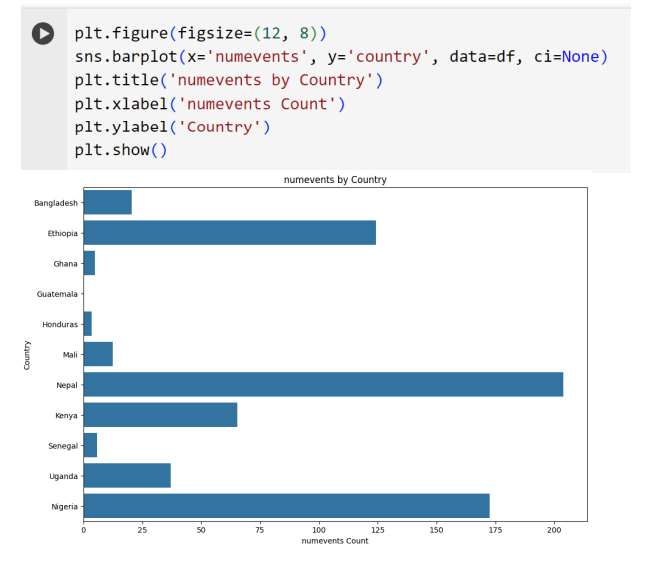 plt.figure(figsize=(12, 8))
sns.barplot(x='numevents', y='country', data=df, ci=None)
plt.title('numevents by Country')
plt.xlabel('numevents Count')
plt.ylabel('Country')
plt.show()
numevents by Country
Country
Bangladesh
Ethiopia
Ghana
Guatemala
Honduras
Mali
Nepal
Kenya
Senegal
Uganda
Nigeria
0 25 50 75 100 125 150 175 200
numevents Count